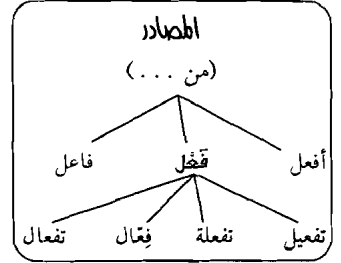 المصادر
(من . . . )
أفعل فَعَّل فاعل
تفعيل تفعلة فِعّال تفعال